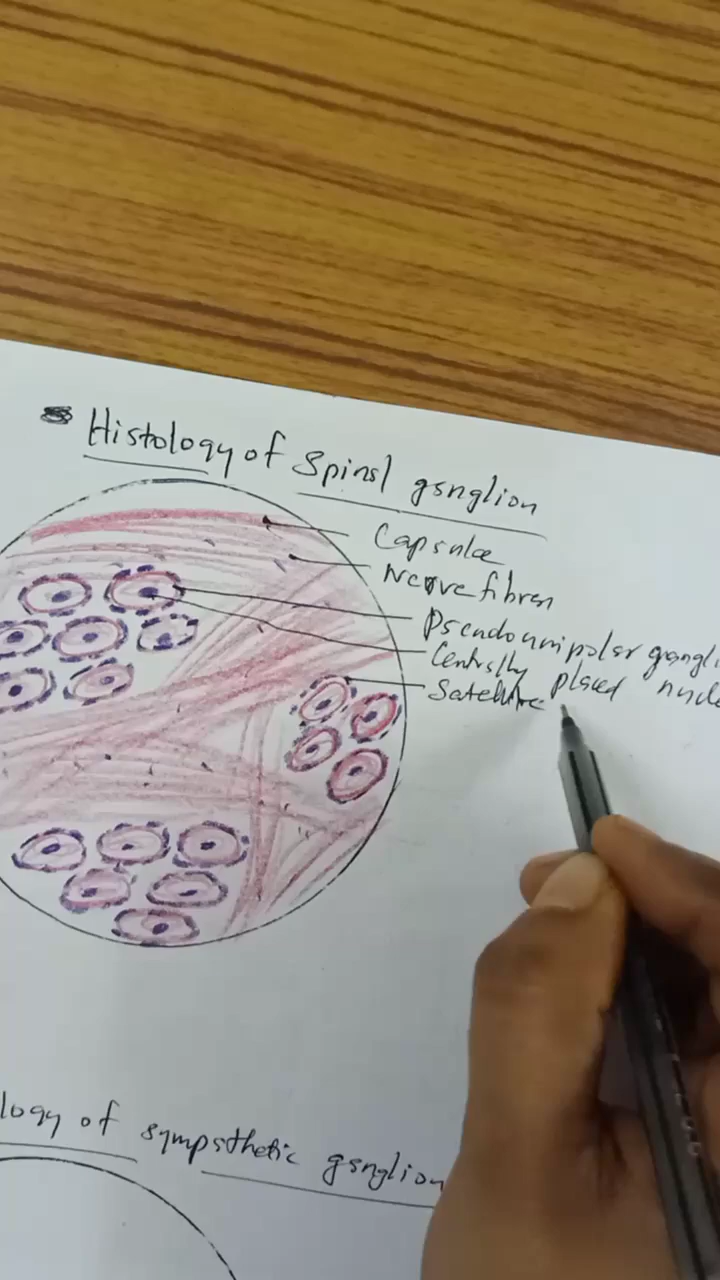 Histology of Spinal ganglion
Capsule
Nerve fibres
Pseudounipolar gangli
Centrally placed nucle
Satellite
logy of sympathetic ganglion